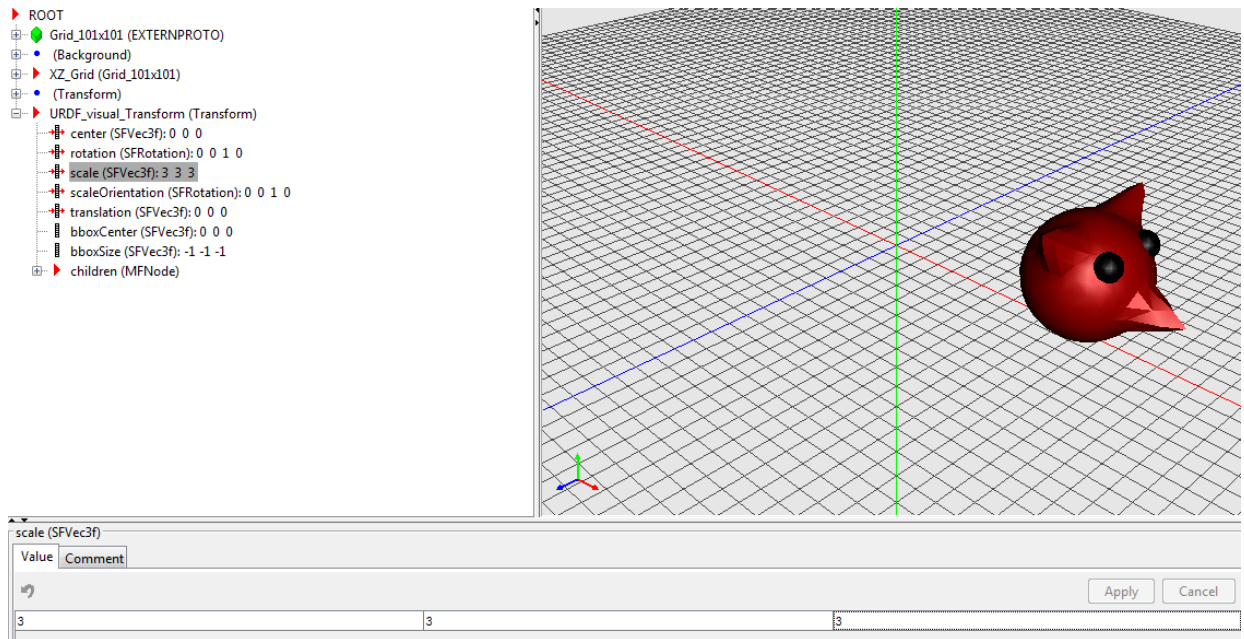 ROOT
Grid_101x101 (EXTERNPROTO)
(Background)
XZ_Grid (Grid_101x101)
(Transform)
URDF_visual_Transform (Transform)
center (SFVec3f): 0 0 0
rotation (SFRotation): 0 0 1 0
scale (SFVec3f): 3 3 3
scaleOrientation (SFRotation): 0 0 1 0
translation (SFVec3f): 0 0 0
bboxCenter (SFVec3f): 0 0 0
bboxSize (SFVec3f): -1 -1 -1
children (MFNode)
scale (SFVec3f)
Value Comment
Apply Cancel
3 3 3